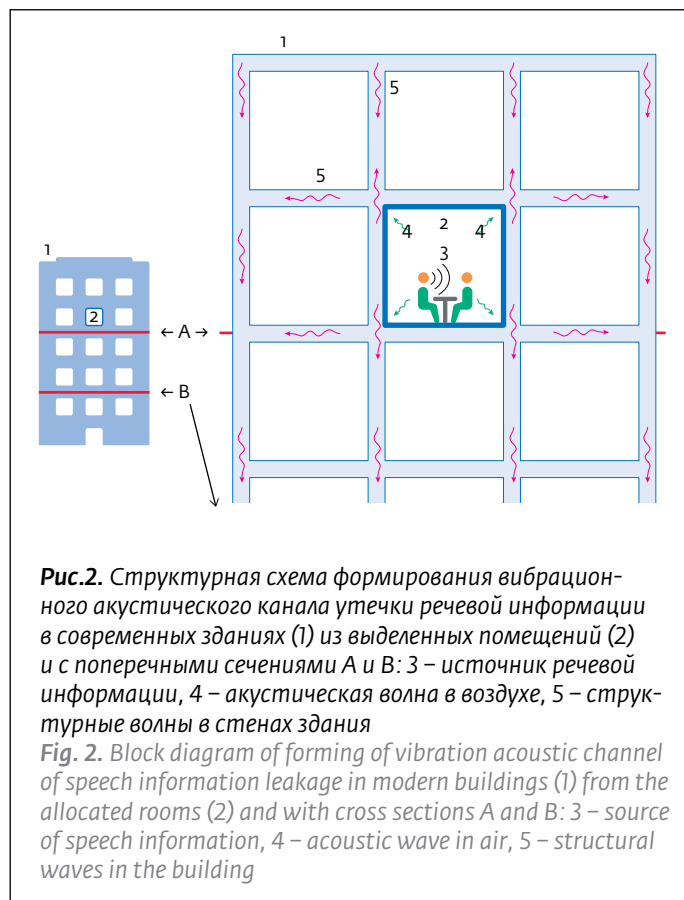 1
5
5
4
2
4
3
1
2
← A →
← B
Рис.2. Структурная схема формирования вибрацион-
ного акустического канала утечки речевой информации
в современных зданиях (1) из выделенных помещений (2)
и с поперечными сечениями А и В: 3 – источник речевой
информации, 4 – акустическая волна в воздухе, 5 – струк-
турные волны в стенах здания
Fig. 2. Block diagram of forming of vibration acoustic channel
of speech information leakage in modern buildings (1) from the
allocated rooms (2) and with cross sections A and B: 3 – source
of speech information, 4 – acoustic wave in air, 5 – structural
waves in the building